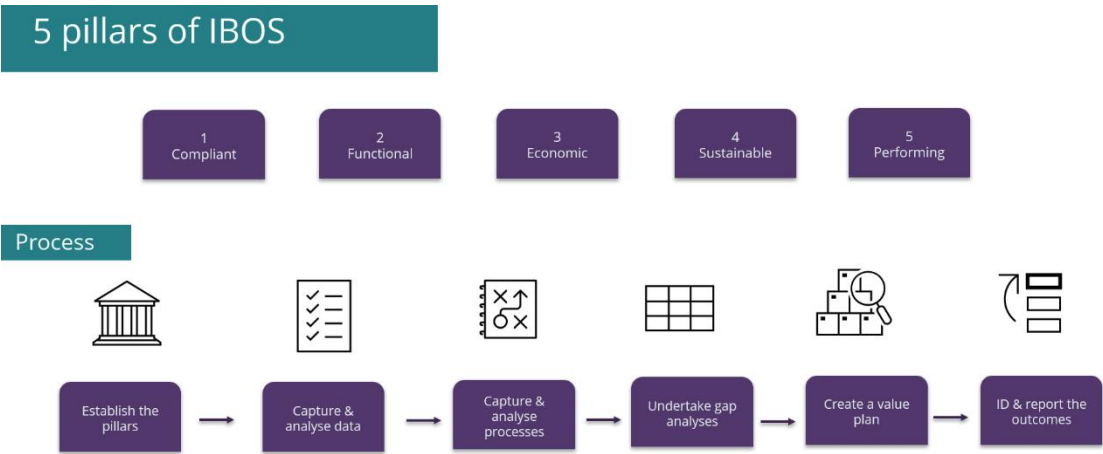 5 pillars of IBOS
1
Compliant
2
Functional
3
Economic
4
Sustainable
5
Performing
Process
Establish the
pillars
Capture &
analyse data
Capture &
analyse
processes
Undertake gap
analyses
Create a value
plan
ID & report the
outcomes